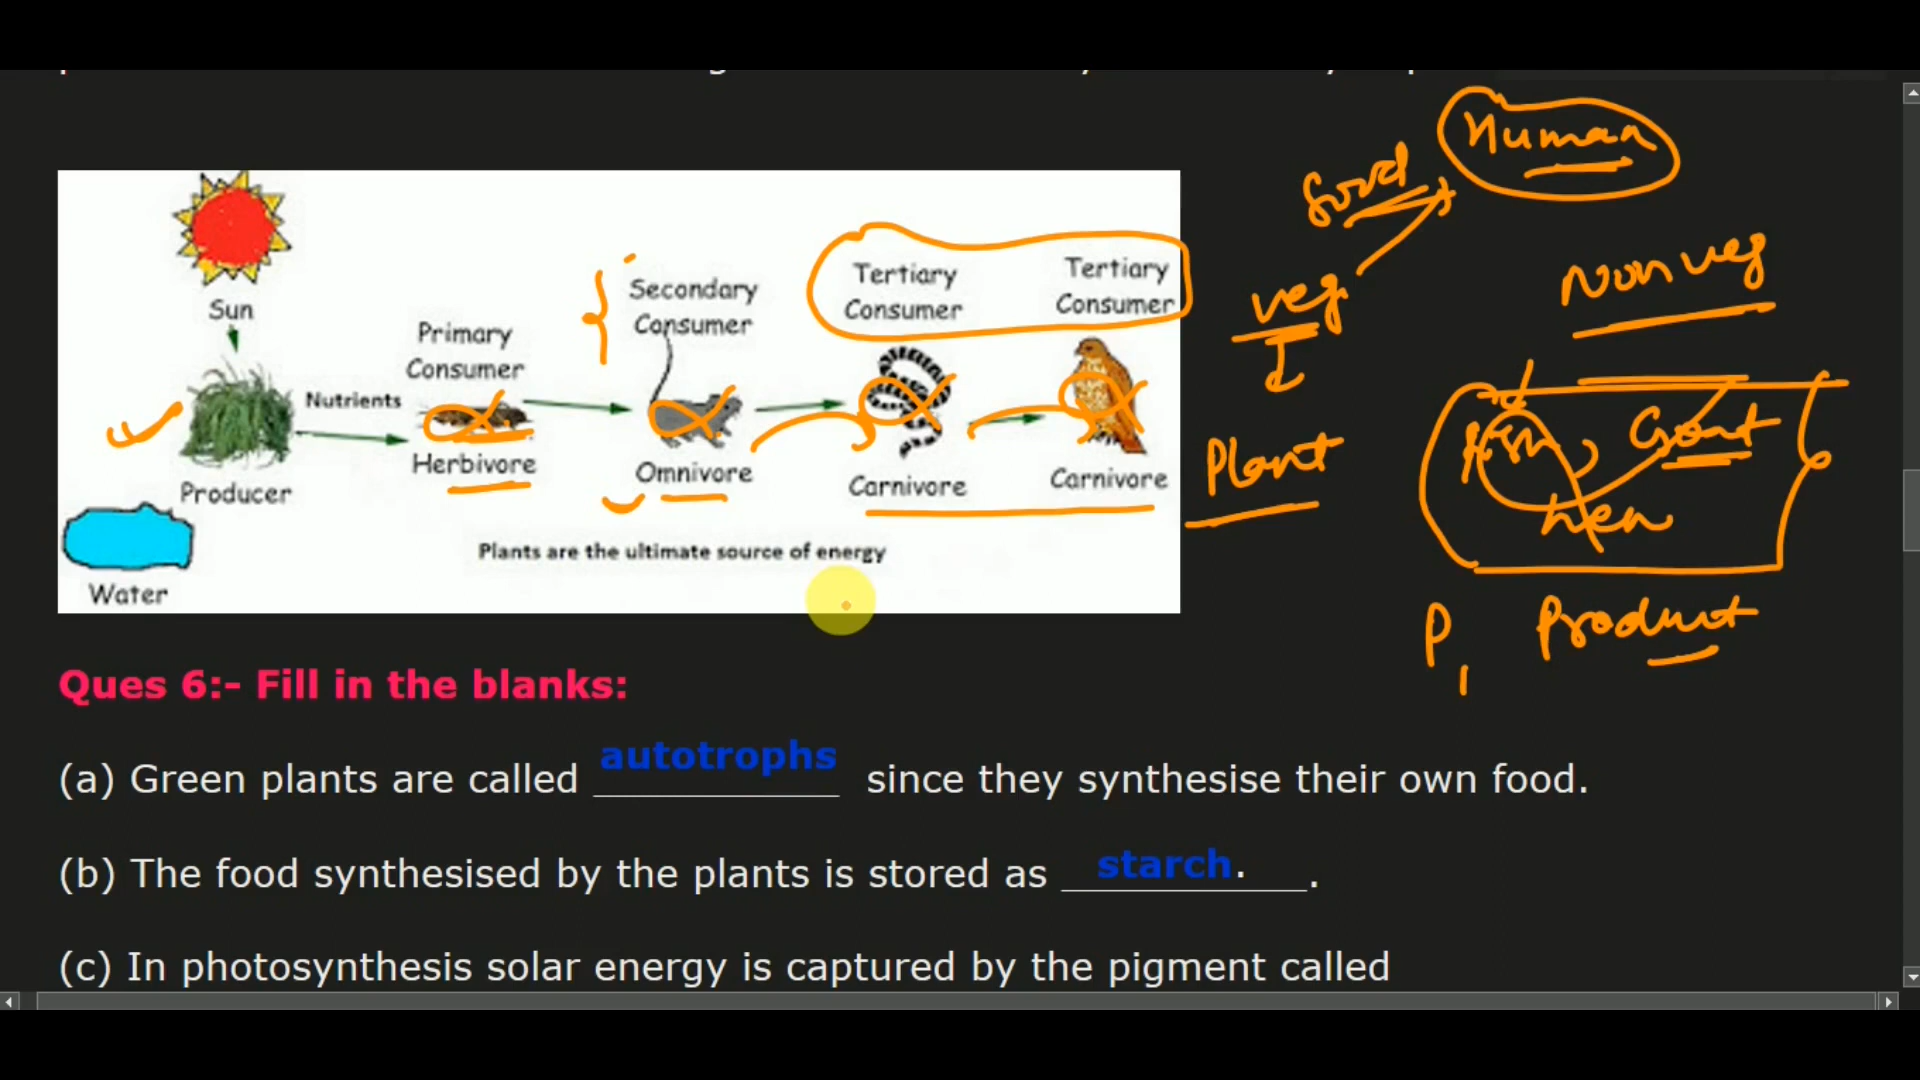 Human
food
Non veg
veg
Sun
Secondary
Consumer
Tertiary
Consumer
Tertiary
Consumer
Primary
Consumer
Nutrients
Herbivore
Omnivore
Carnivore
Carnivore
Producer
Plants are the ultimate source of energy
Water
Plant
fish
Goat
hen
P
Product
Ques 6:- Fill in the blanks:
(a) Green plants are called autotrophs since they synthesise their own food.
(b) The food synthesised by the plants is stored as starch. .
(c) In photosynthesis solar energy is captured by the pigment called